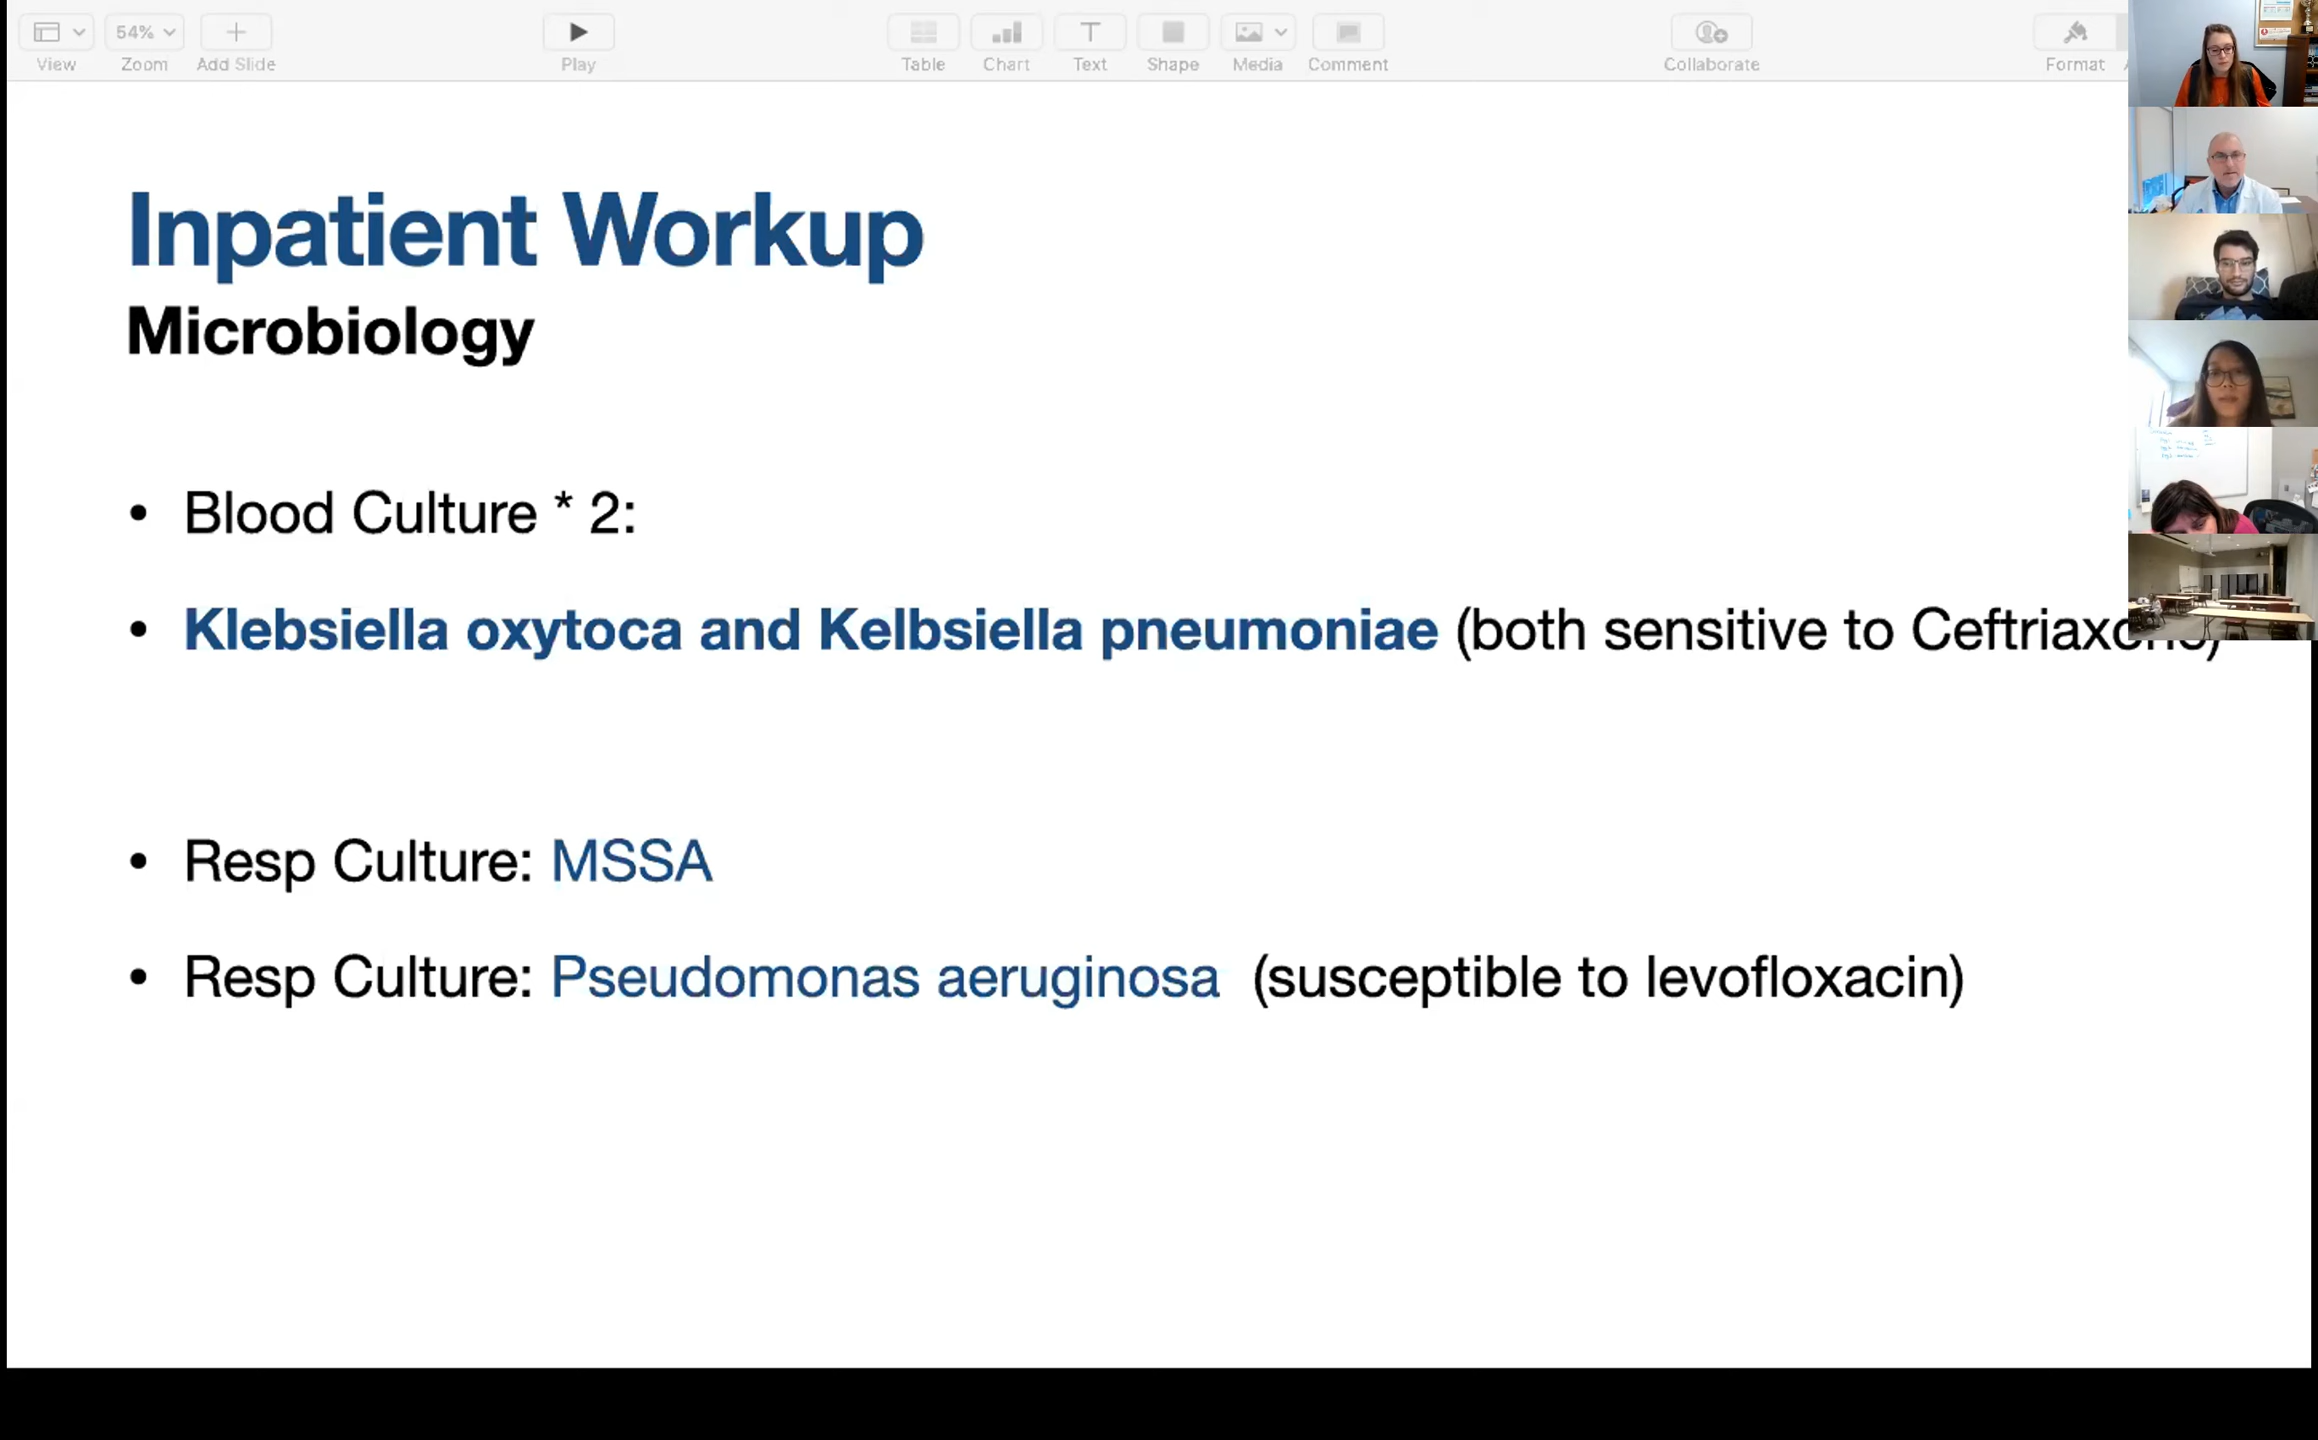 54%
View Zoom Add Slide Play Table Chart Text Shape Media Comment Collaborate Format
Inpatient Workup
Microbiology
• Blood Culture * 2:
• Klebsiella oxytoca and Kelbsiella pneumoniae (both sensitive to Ceftriaxone)
• Resp Culture: MSSA
• Resp Culture: Pseudomonas aeruginosa (susceptible to levofloxacin)